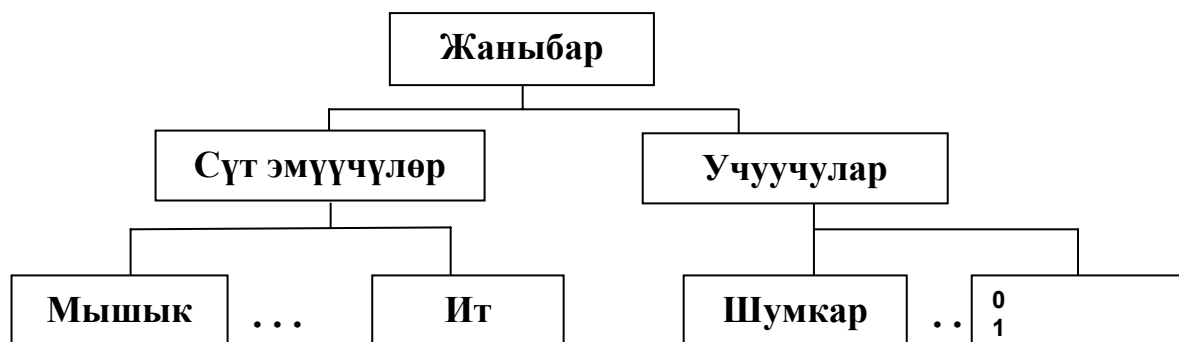 Жаныбар
Сүт эмүүчүлөр
Учуучулар
Мышык . . . Ит
Шумкар . . 0
1